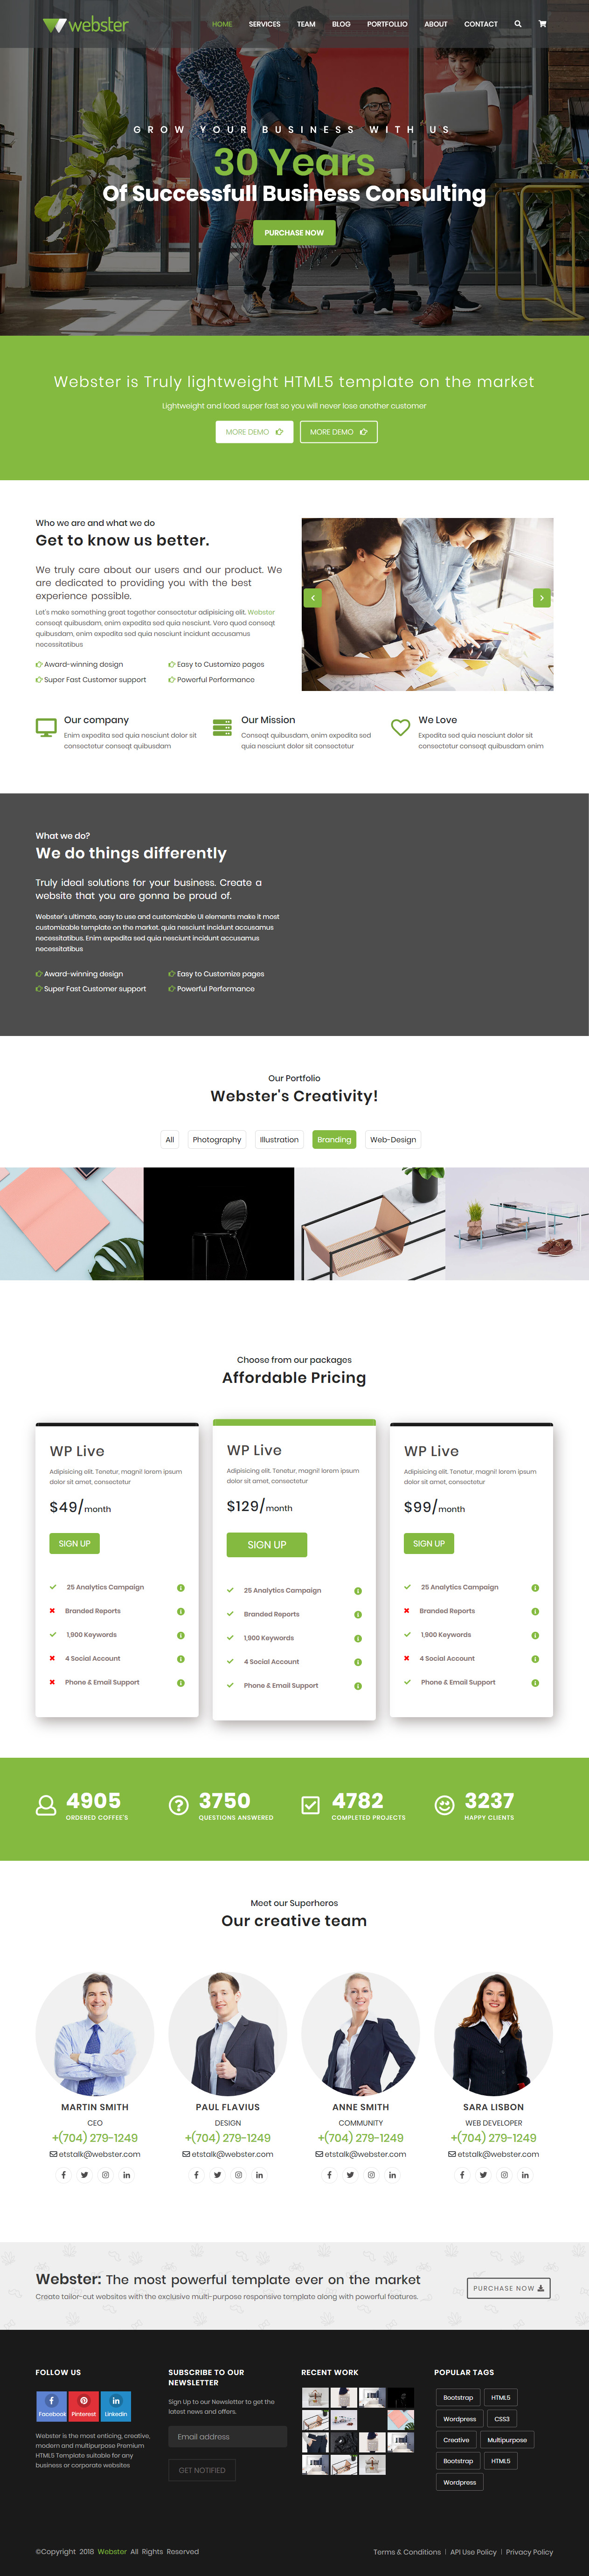 webster
HOME SERVICES TEAM BLOG PORTFOLLIO ABOUT CONTACT
GROW YOUR BUSINESS WITH US
30 Years
Of Successfull Business Consulting
PURCHASE NOW
Webster is Truly lightweight HTML5 template on the market
Lightweight and load super fast so you will never lose another customer
MORE DEMO MORE DEMO
Who we are and what we do
Get to know us better.
We truly care about our users and our product. We
are dedicated to providing you with the best
experience possible.
Let's make something great together consectetur adipisicing elit. Webster
conseqt quibusdam, enim expedita sed quia nesciunt. Vero quod conseqt
quibusdam, enim expedita sed quia nesciunt incidunt accusamus
necessitatibus
Award-winning design Easy to Customize pages
Super Fast Customer support Powerful Performance
Our company
Enim expedita sed quia nesciunt dolor sit
consectetur conseqt quibusdam
Our Mission
Conseqt quibusdam, enim expedita sed
quia nesciunt dolor sit consectetur
We Love
Expedita sed quia nesciunt dolor sit
consectetur conseqt quibusdam enim
What we do?
We do things differently
Truly ideal solutions for your business. Create a
website that you are gonna be proud of.
Webster's ultimate, easy to use and customizable UI elements make it most
customizable template on the market. quia nesciunt incidunt accusamus
necessitatibus. Enim expedita sed quia nesciunt incidunt accusamus
necessitatibus
Award-winning design Easy to Customize pages
Super Fast Customer support Powerful Performance
Our Portfolio
Webster's Creativity!
All Photography Illustration Branding Web-Design
Choose from our packages
Affordable Pricing
WP Live
Adipisicing elit. Tenetur, magni! lorem ipsum
dolor sit amet, consectetur
$49/month
SIGN UP
25 Analytics Campaign
Branded Reports
1,900 Keywords
4 Social Account
Phone & Email Support
WP Live
Adipisicing elit. Tenetur, magni! lorem ipsum
dolor sit amet, consectetur
$129/month
SIGN UP
25 Analytics Campaign
Branded Reports
1,900 Keywords
4 Social Account
Phone & Email Support
WP Live
Adipisicing elit. Tenetur, magni! lorem ipsum
dolor sit amet, consectetur
$99/month
SIGN UP
25 Analytics Campaign
Branded Reports
1,900 Keywords
4 Social Account
Phone & Email Support
4905
ORDERED COFFEE'S
3750
QUESTIONS ANSWERED
4782
COMPLETED PROJECTS
3237
HAPPY CLIENTS
Meet our Superheros
Our creative team
MARTIN SMITH
CEO
+(704) 279-1249
etstalk@webster.com
PAUL FLAVIUS
DESIGN
+(704) 279-1249
etstalk@webster.com
ANNE SMITH
COMMUNITY
+(704) 279-1249
etstalk@webster.com
SARA LISBON
WEB DEVELOPER
+(704) 279-1249
etstalk@webster.com
Webster: The most powerful template ever on the market
Create tailor-cut websites with the exclusive multi-purpose responsive template along with powerful features.
PURCHASE NOW
FOLLOW US
Facebook Pinterest Linkedin
Webster is the most enticing, creative,
modern and multipurpose Premium
HTML5 Template suitable for any
business or corporate websites
SUBSCRIBE TO OUR
NEWSLETTER
Sign Up to our Newsletter to get the
latest news and offers.
Email address
GET NOTIFIED
RECENT WORK
POPULAR TAGS
Bootstrap HTML5
Wordpress CSS3
Creative Multipurpose
Bootstrap HTML5
Wordpress
©Copyright 2018 Webster All Rights Reserved
Terms & Conditions | API Use Policy | Privacy Policy